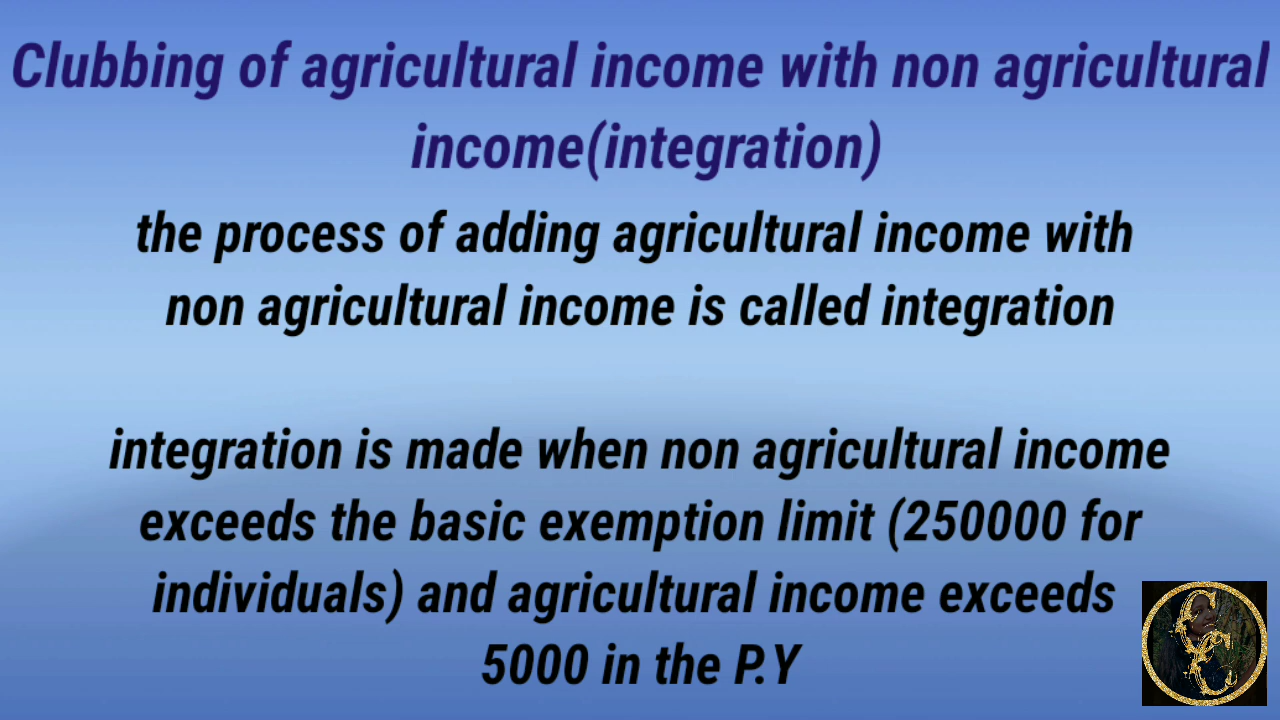 Clubbing of agricultural income with non agricultural
income(integration)
the process of adding agricultural income with
non agricultural income is called integration
integration is made when non agricultural income
exceeds the basic exemption limit (250000 for
individuals) and agricultural income exceeds
5000 in the P.Y